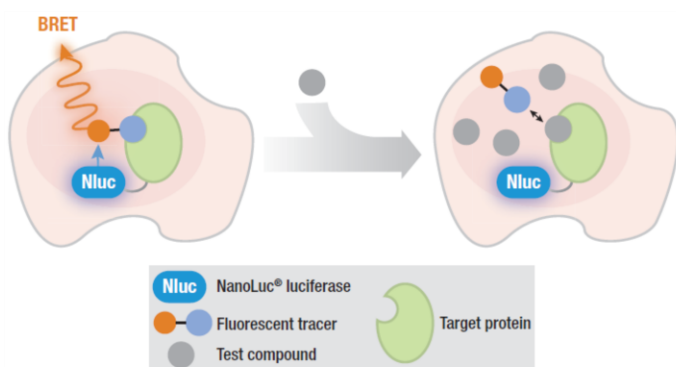 BRET
Nluc
Nluc
Nluc NanoLuc® luciferase
Fluorescent tracer
Test compound
Target protein